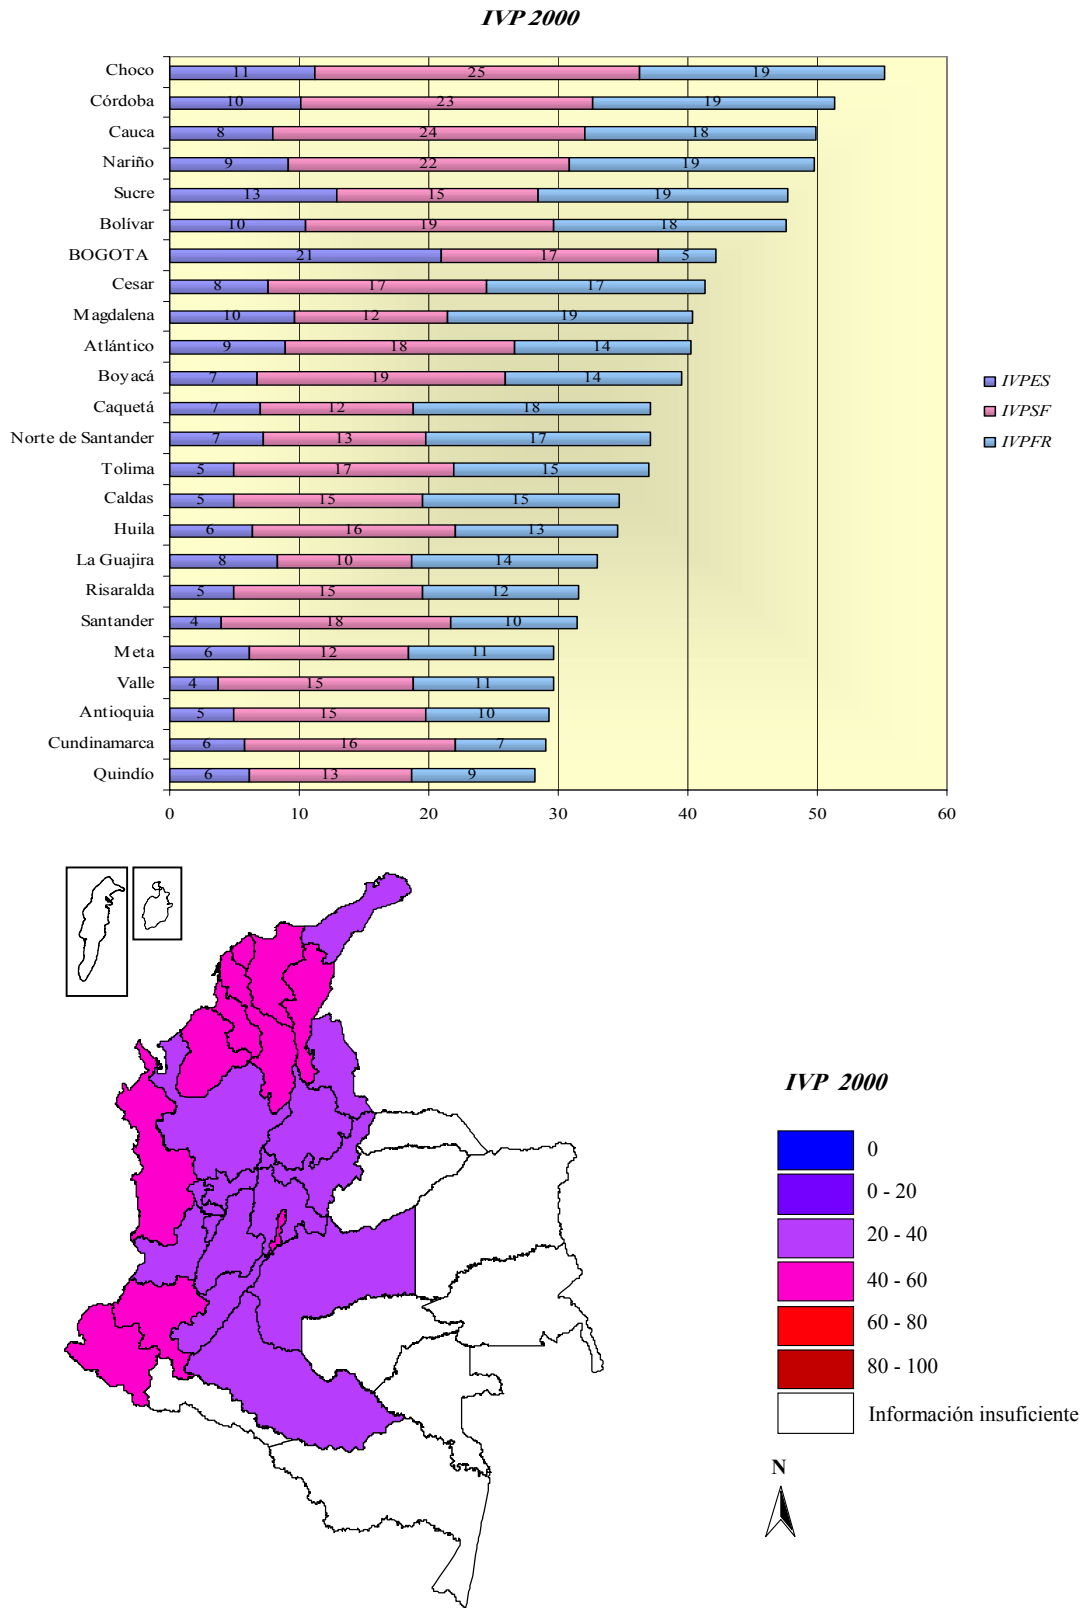 IVP 2000
Choco 11 25 19
Córdoba 10 23 19
Cauca 8 24 18
Nariño 9 22 19
Sucre 13 15 19
Bolívar 10 19 18
BOGOTA 21 17 5
Cesar 8 17 17
Magdalena 10 12 19
Atlántico 9 18 14
Boyacá 7 19 14
Caquetá 7 12 18
Norte de Santander 7 13 17
Tolima 5 17 15
Caldas 5 15 15
Huila 6 16 13
La Guajira 8 10 14
Risaralda 5 15 12
Santander 4 18 10
Meta 6 12 11
Valle 4 15 11
Antioquia 5 15 10
Cundinamarca 6 16 7
Quindío 6 13 9
0 10 20 30 40 50 60
IVPES
IVPSF
IVPFR
IVP 2000
0
0 - 20
20 - 40
40 - 60
60 - 80
80 - 100
Información insuficiente
N